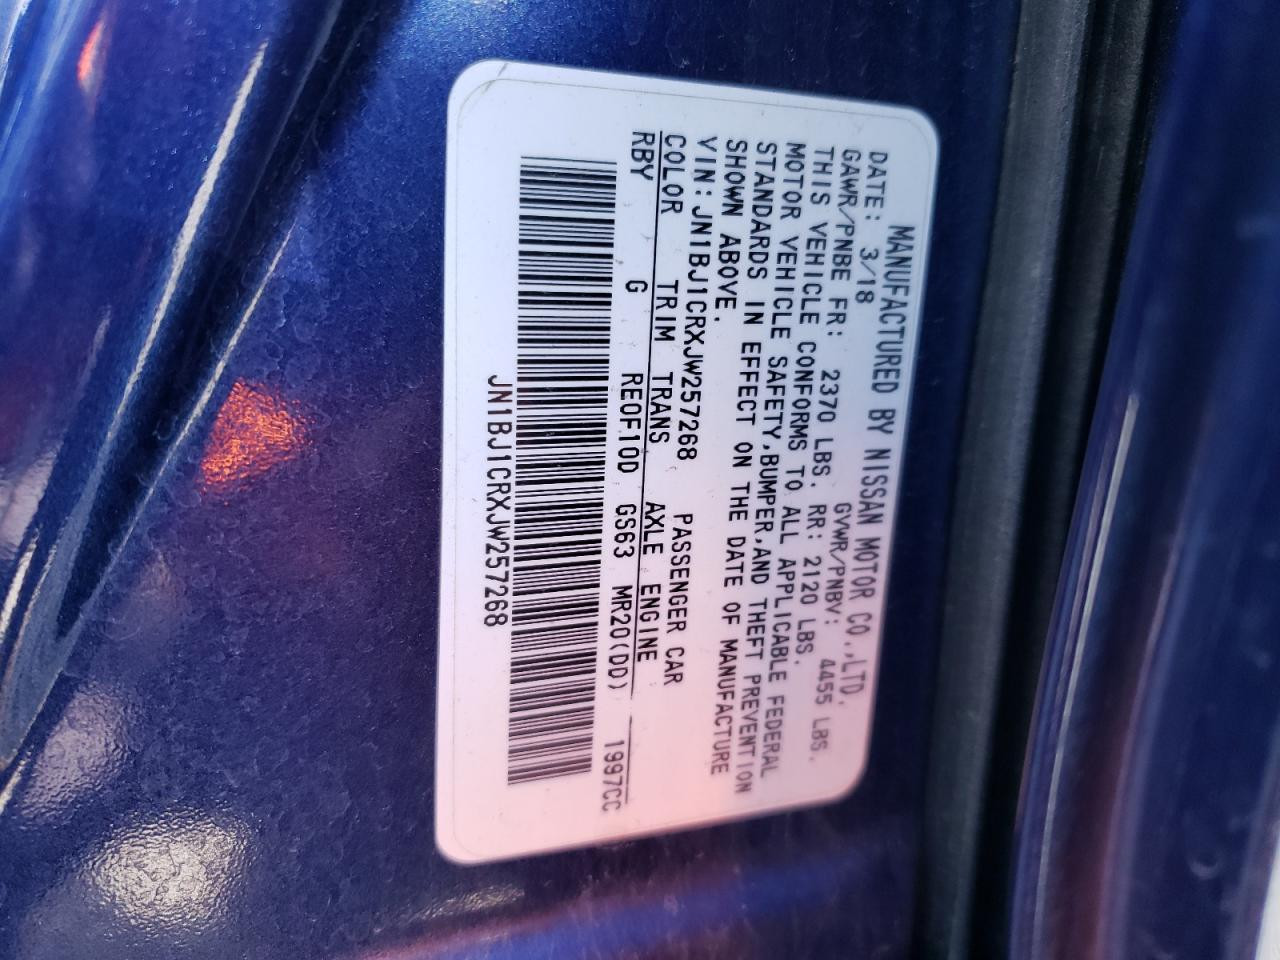 MANUFACTURED BY NISSAN MOTOR CO.,LTD.
DATE: 3/18 GVWR/PNBV: 4455 LBS.
GAWR/PNBE FR: 2370 LBS. RR: 2120 LBS.
THIS VEHICLE CONFORMS TO ALL APPLICABLE FEDERAL
MOTOR VEHICLE SAFETY,BUMPER,AND THEFT PREVENTION
STANDARDS IN EFFECT ON THE DATE OF MANUFACTURE
SHOWN ABOVE.
VIN:JN1BJ1CRXJW257268 PASSENGER CAR
COLOR TRIM TRANS AXLE ENGINE
RBY G RE0F10D GS63 MR20(DD) 1997CC
JN1BJ1CRXJW257268